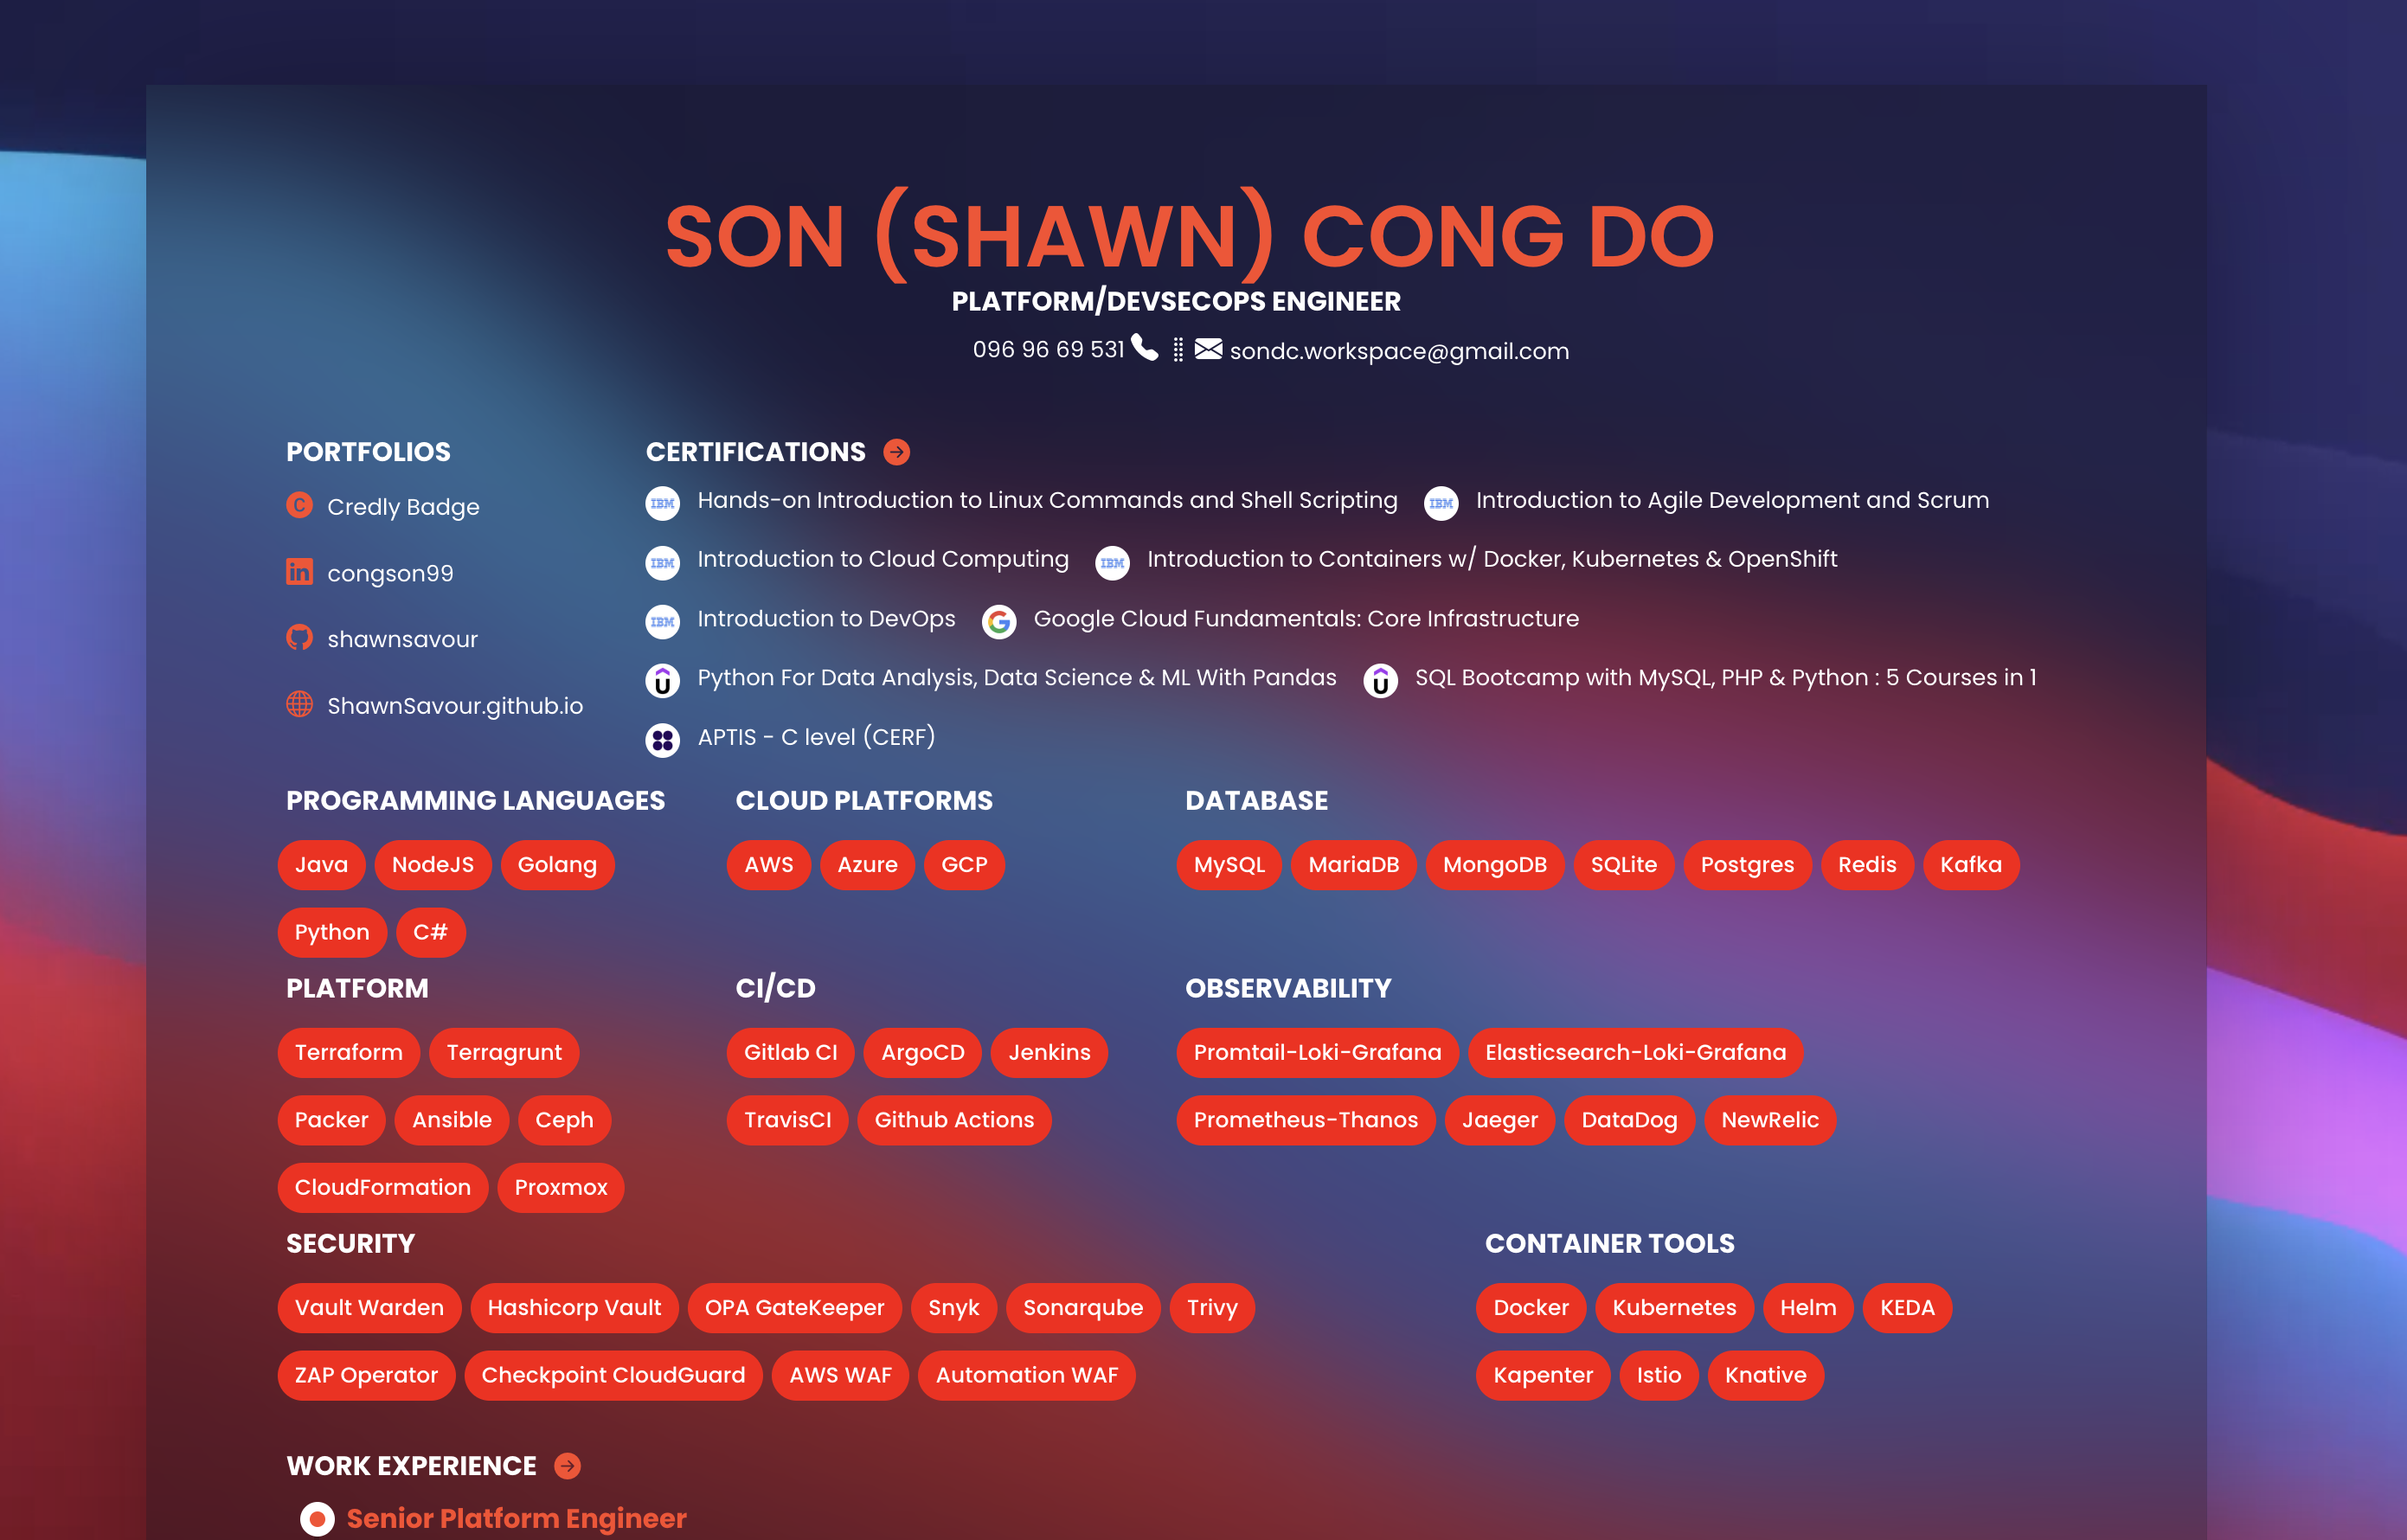 SON (SHAWN) CONG DO
PLATFORM/DEVSECOPS ENGINEER
096 96 69 531 sondc.workspace@gmail.com
PORTFOLIOS
Credly Badge
congson99
shawnsavour
ShawnSavour.github.io
CERTIFICATIONS
IBM Hands-on Introduction to Linux Commands and Shell Scripting IBM Introduction to Agile Development and Scrum
IBM Introduction to Cloud Computing IBM Introduction to Containers w/ Docker, Kubernetes & OpenShift
IBM Introduction to DevOps Google Cloud Fundamentals: Core Infrastructure
Python For Data Analysis, Data Science & ML With Pandas SQL Bootcamp with MySQL, PHP & Python : 5 Courses in 1
APTIS - C level (CERF)
PROGRAMMING LANGUAGES
Java NodeJS Golang
Python C#
CLOUD PLATFORMS
AWS Azure GCP
DATABASE
MySQL MariaDB MongoDB SQLite Postgres Redis Kafka
PLATFORM
Terraform Terragrunt
Packer Ansible Ceph
CloudFormation Proxmox
CI/CD
Gitlab CI ArgoCD Jenkins
TravisCI Github Actions
OBSERVABILITY
Promtail-Loki-Grafana Elasticsearch-Loki-Grafana
Prometheus-Thanos Jaeger DataDog NewRelic
SECURITY
Vault Warden Hashicorp Vault OPA GateKeeper Snyk Sonarqube Trivy
ZAP Operator Checkpoint CloudGuard AWS WAF Automation WAF
CONTAINER TOOLS
Docker Kubernetes Helm KEDA
Kapenter Istio Knative
WORK EXPERIENCE
Senior Platform Engineer